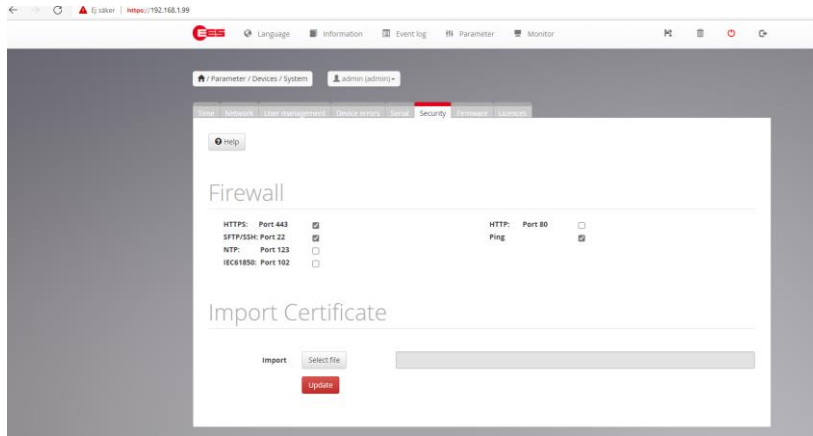 Ej säker | https://192.168.1.99
EES Language Information Event log Parameter Monitor
/ Parameter / Devices / System admin (admin)
Time Network User management Device errors Serial Security Firmware Licences
Help
Firewall
HTTPS: Port 443 HTTP: Port 80
SFTP/SSH: Port 22 Ping
NTP: Port 123
IEC61850: Port 102
Import Certificate
Import Select file
Update